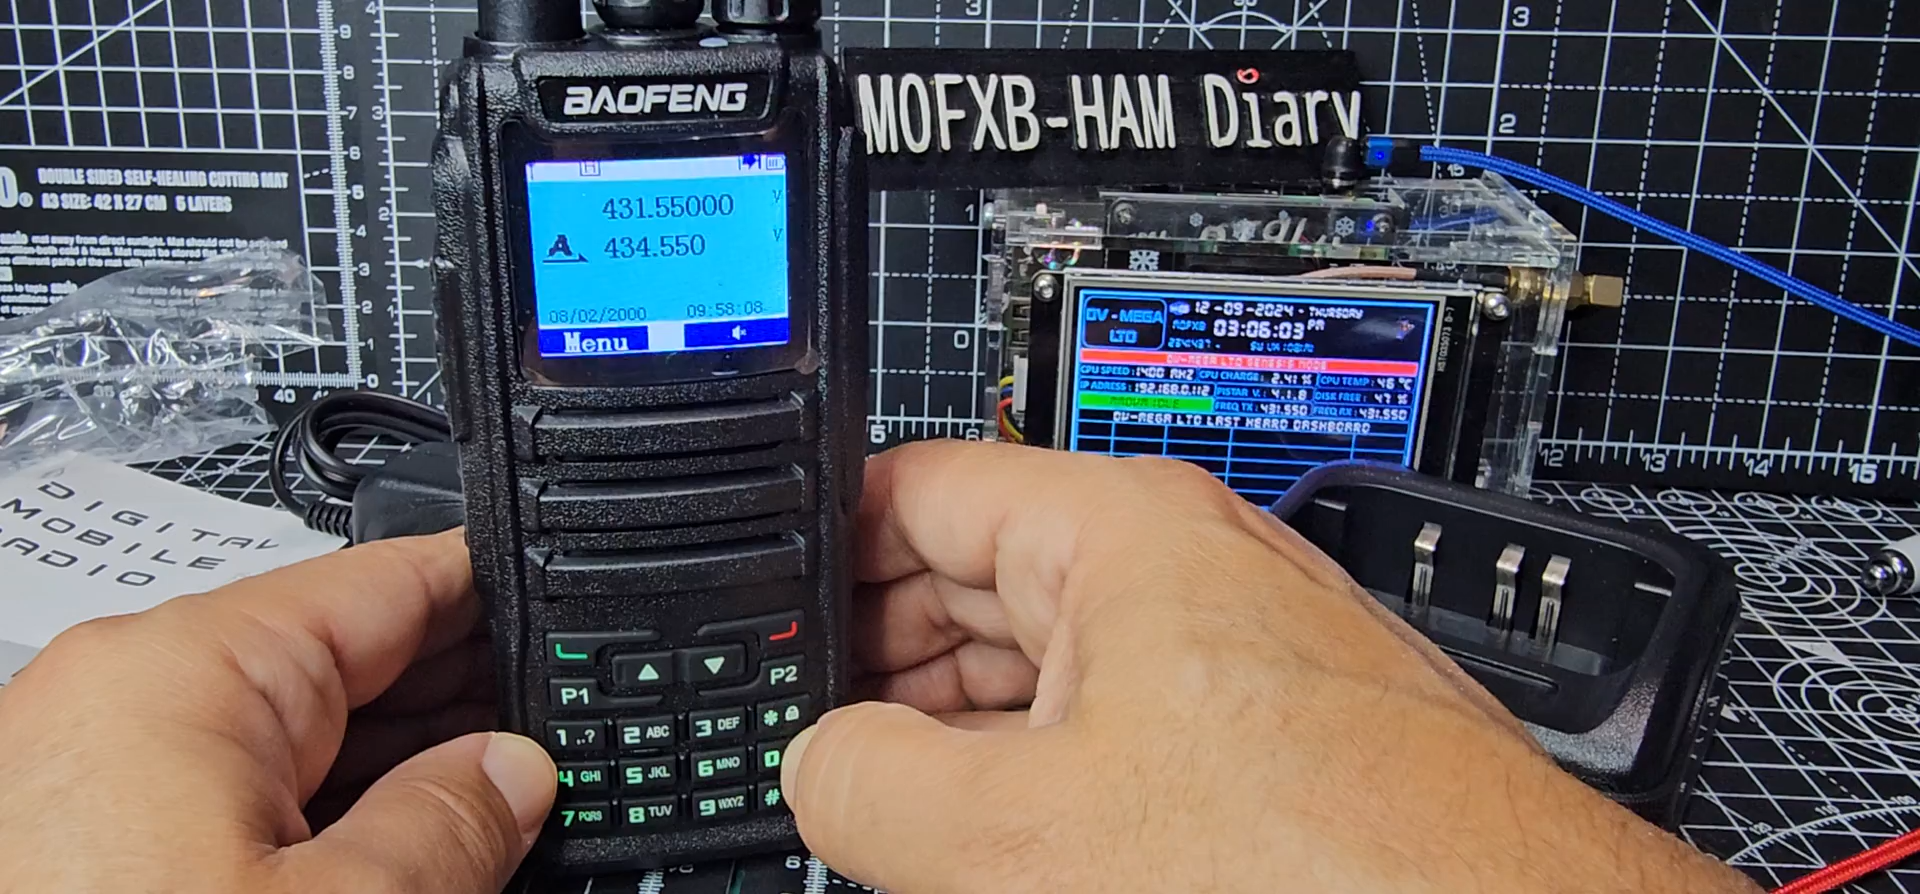 BAOFENG
431.55000
434.550
A
08/02/2000 09:58:08
Menu
M0FXB-HAM Diary
DOUBLE SIDED SELF-HEALING CUTTING MAT
A3 SIZE: 42 X 27 CM 5 LAYERS
DIGITAL
MOBILE
RADIO
DV-MEGA
LTD
12-09-2024 - THURSDAY
M0FXB 03:06:03 PM
CPU SPEED: 1400 MHZ CPU CHARGE: 2.41 % CPU TEMP: 46 °C
IP ADRESS: 192.168.0.112 PISTAR V.: 4.1.8 DISK FREE: 47 %
FREQ TX: 431.550 FREQ RX: 431.550
DV-MEGA LTD LAST HEARD DASHBOARD
P1
P2
1 ,.? 2 ABC 3 DEF *
4 GHI 5 JKL 6 MNO 0
7 PQRS 8 TUV 9 WXYZ #